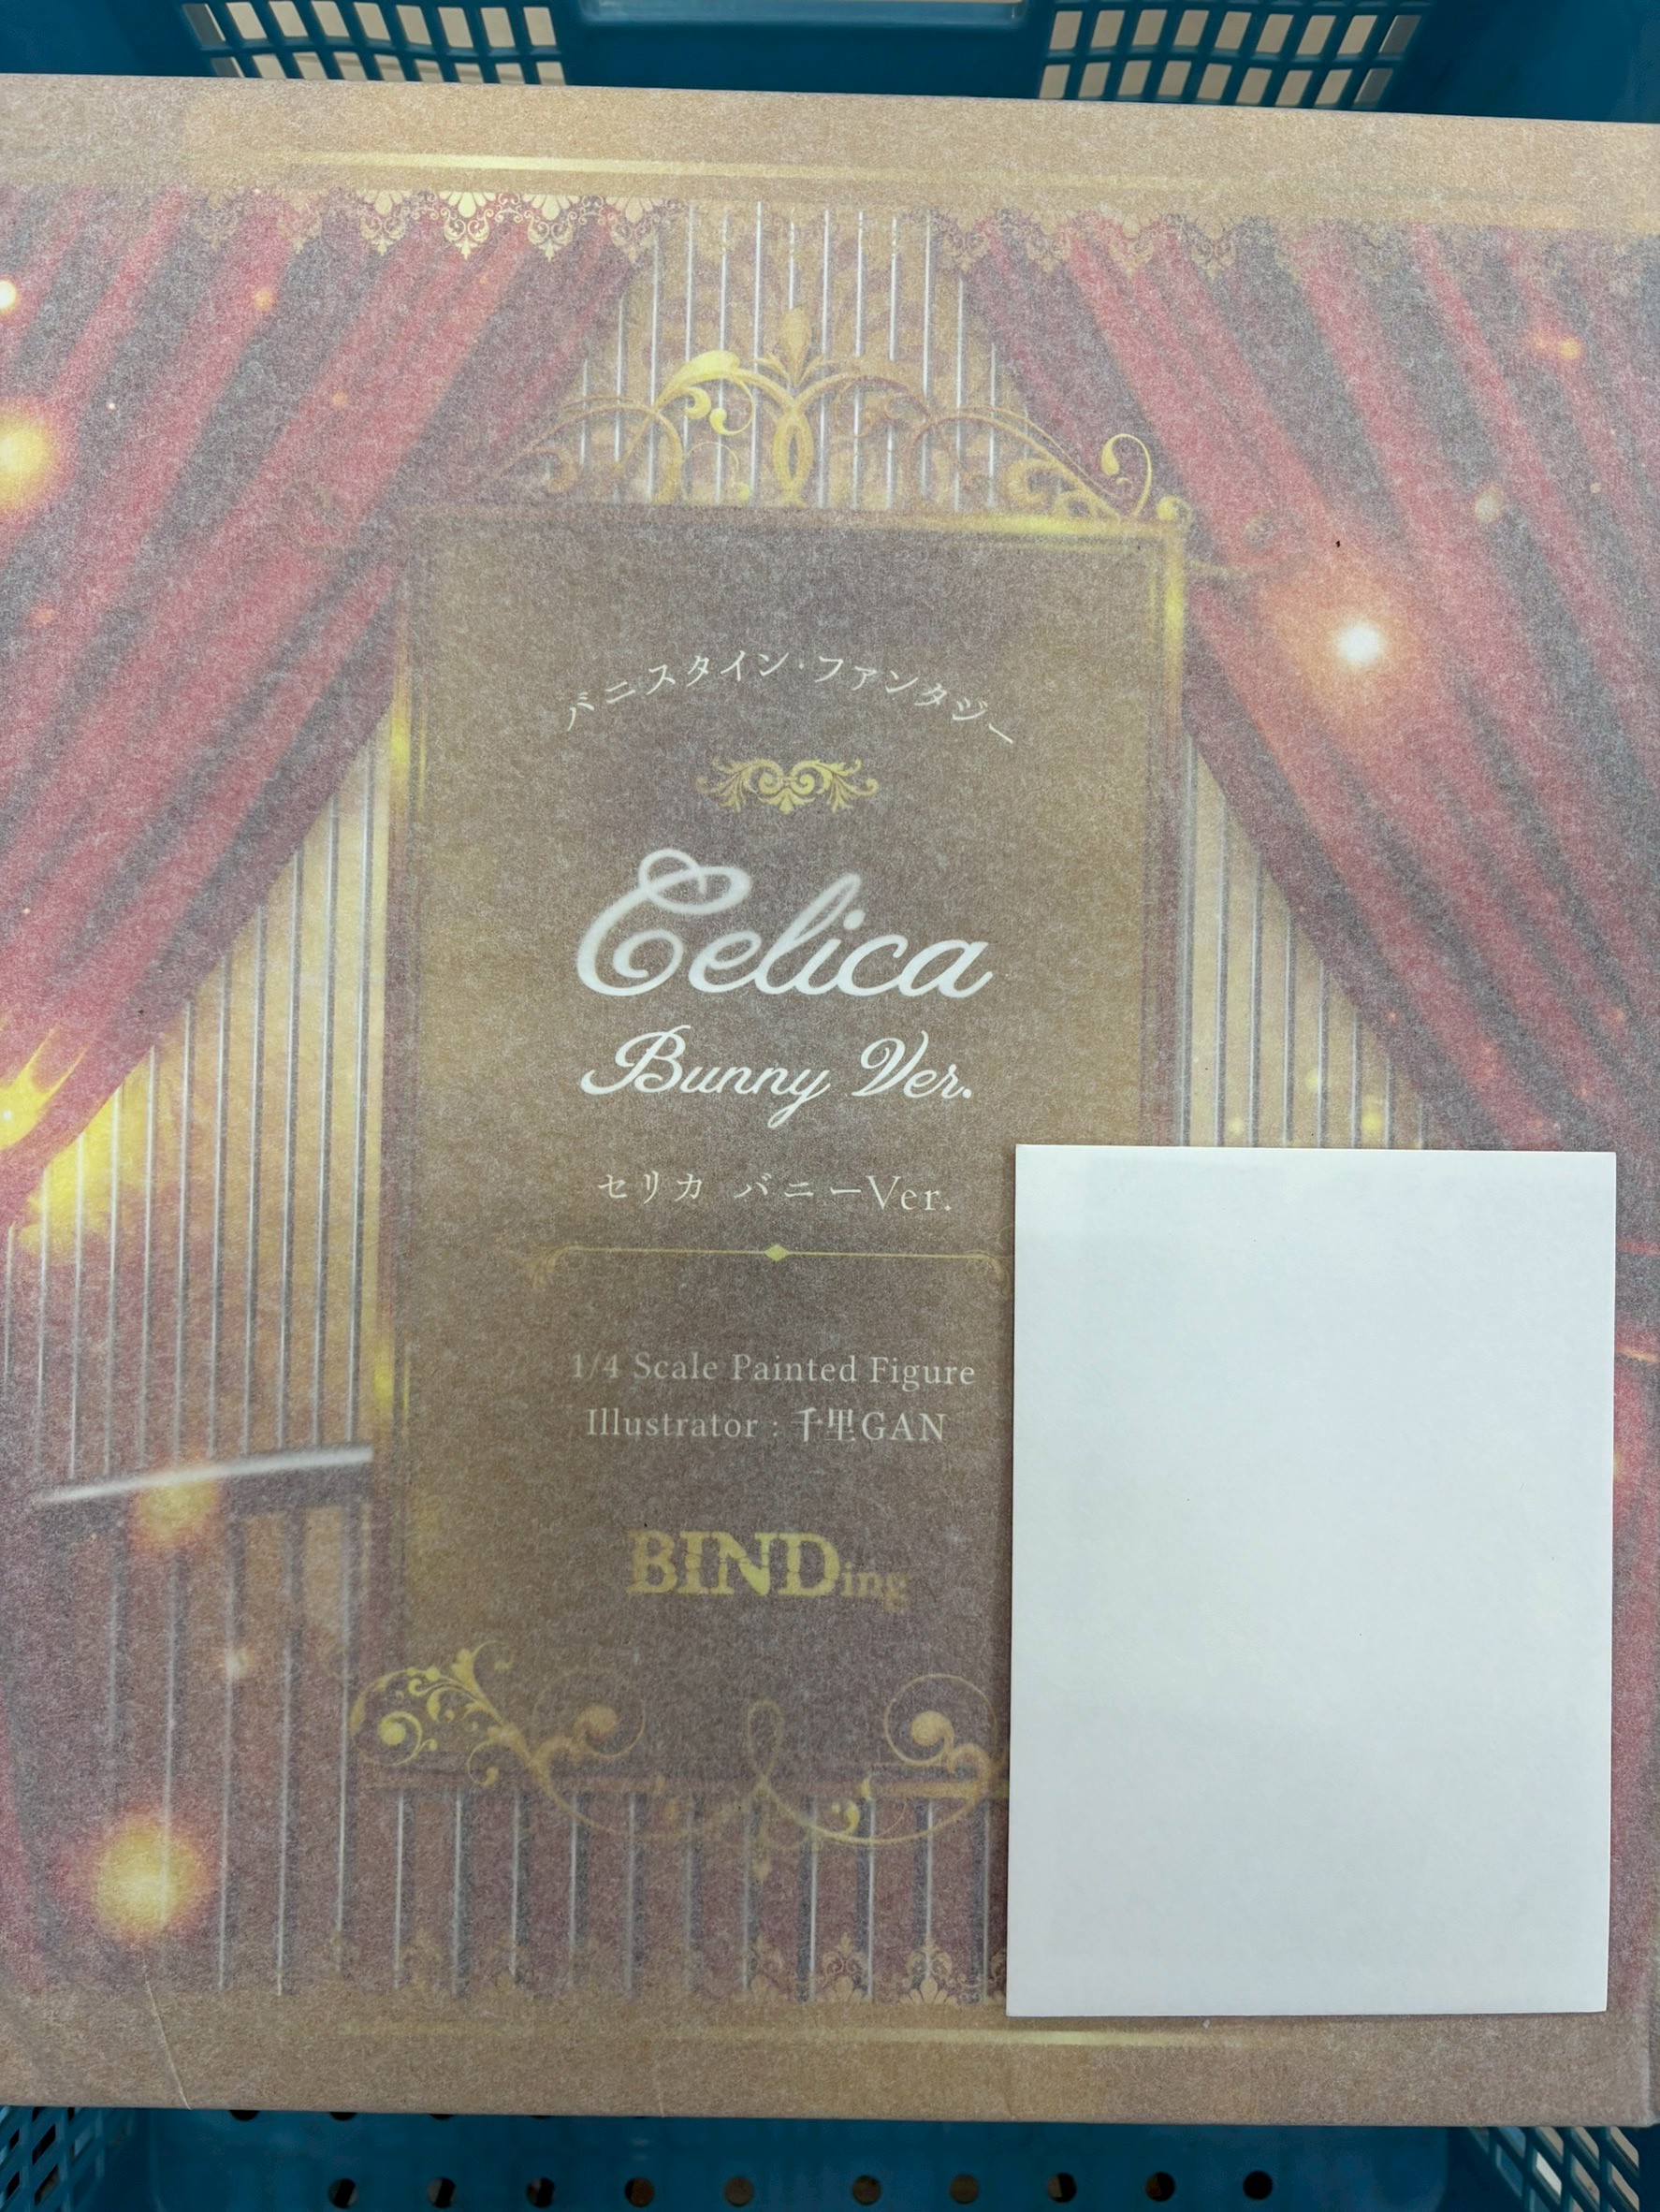 バニスタイン・ファンタジー
Celica
Bunny Ver.
セリカ バニーVer.
1/4 Scale Painted Figure
Illustrator : 千里GAN
BINDing